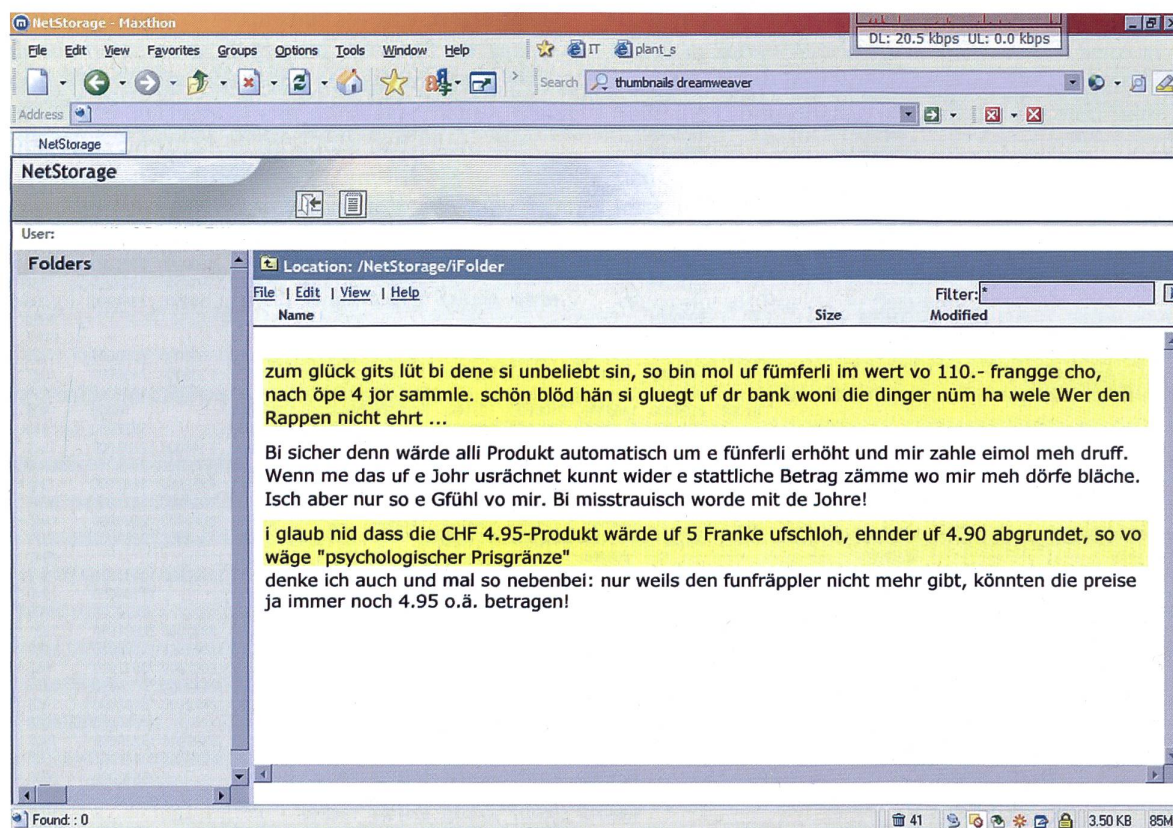 NetStorage - Maxthon
DL: 20.5 kbps UL: 0.0 kbps
File Edit View Favorites Groups Options Tools Window Help
IT plant_s
Search thumbnails dreamweaver
Address
NetStorage
NetStorage
User:
Folders
Location: /NetStorage/iFolder
File | Edit | View | Help
Filter: *
Name Size Modified
zum glück gits lüt bi dene si unbeliebt sin, so bin mol uf fümferli im wert vo 110.- frangge cho,
nach öpe 4 jor sammle. schön blöd hän si gluegt uf dr bank woni die dinger nüm ha wele Wer den
Rappen nicht ehrt ...
Bi sicher denn wärde alli Produkt automatisch um e fünferli erhöht und mir zahle eimol meh druff.
Wenn me das uf e Johr usrächnet kunnt wider e stattliche Betrag zämme wo mir meh dörfe bläche.
Isch aber nur so e Gfühl vo mir. Bi misstrauisch worde mit de Johre!
i glaub nid dass die CHF 4.95-Produkt wärde uf 5 Franke ufschloh, ehnder uf 4.90 abgrundet, so vo
wäge "psychologischer Prisgränze"
denke ich auch und mal so nebenbei: nur weils den funfräppler nicht mehr gibt, könnten die preise
ja immer noch 4.95 o.ä. betragen!
Found: : 0
41 3.50 KB 85M